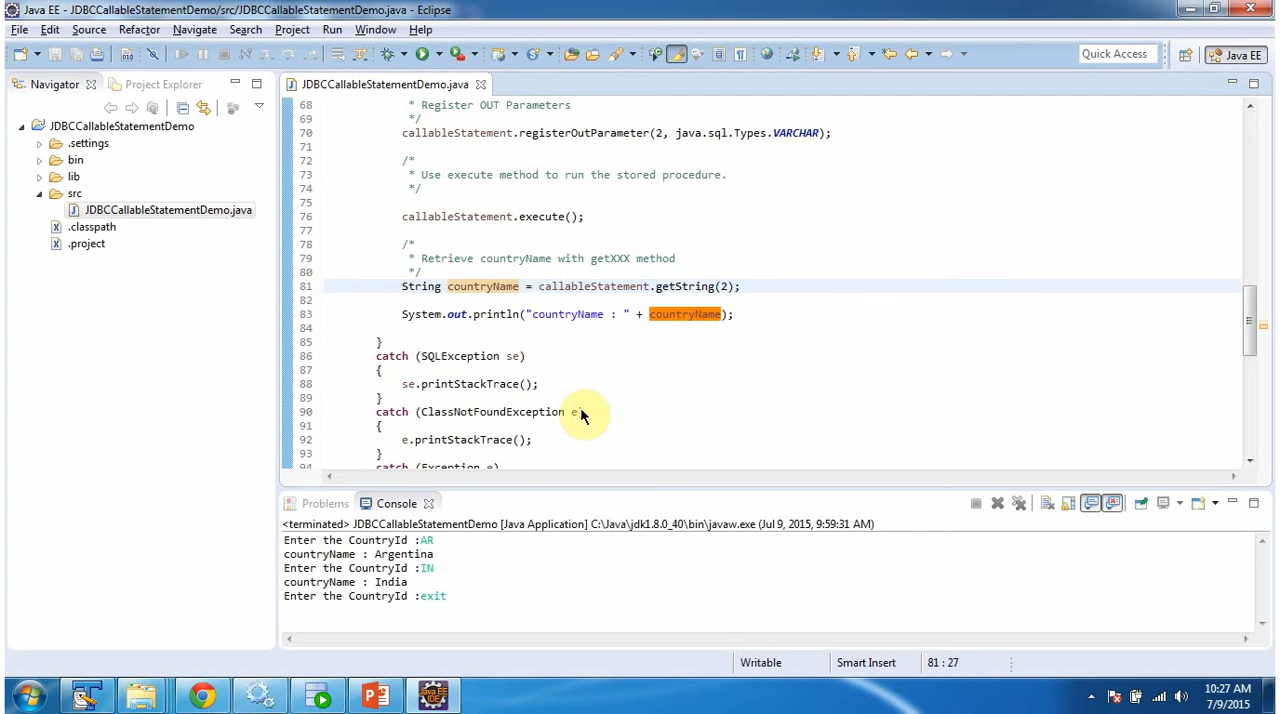 Java EE - JDBCCallableStatementDemo/src/JDBCCallableStatementDemo.java - Eclipse
File Edit Source Refactor Navigate Search Project Run Window Help
Quick Access
Java EE
Navigator
Project Explorer
JDBCCallableStatementDemo.java
JDBCCallableStatementDemo
.settings
bin
lib
src
JDBCCallableStatementDemo.java
.classpath
.project
68 * Register OUT Parameters
69 */
70 callableStatement.registerOutParameter(2, java.sql.Types.VARCHAR);
71
72 /*
73 * Use execute method to run the stored procedure.
74 */
75
76 callableStatement.execute();
77
78 /*
79 * Retrieve countryName with getXXX method
80 */
81 String countryName = callableStatement.getString(2);
82
83 System.out.println("countryName : " + countryName);
84
85 }
86 catch (SQLException se)
87 {
88 se.printStackTrace();
89 }
90 catch (ClassNotFoundException e)
91 {
92 e.printStackTrace();
93 }
94 catch (Exception e)
Problems
Console
<terminated> JDBCCallableStatementDemo [Java Application] C:\Java\jdk1.8.0_40\bin\javaw.exe (Jul 9, 2015, 9:59:31 AM)
Enter the CountryId :AR
countryName : Argentina
Enter the CountryId :IN
countryName : India
Enter the CountryId :exit
Writable
Smart Insert
81 : 27
Java EE
IDE
10:27 AM
7/9/2015